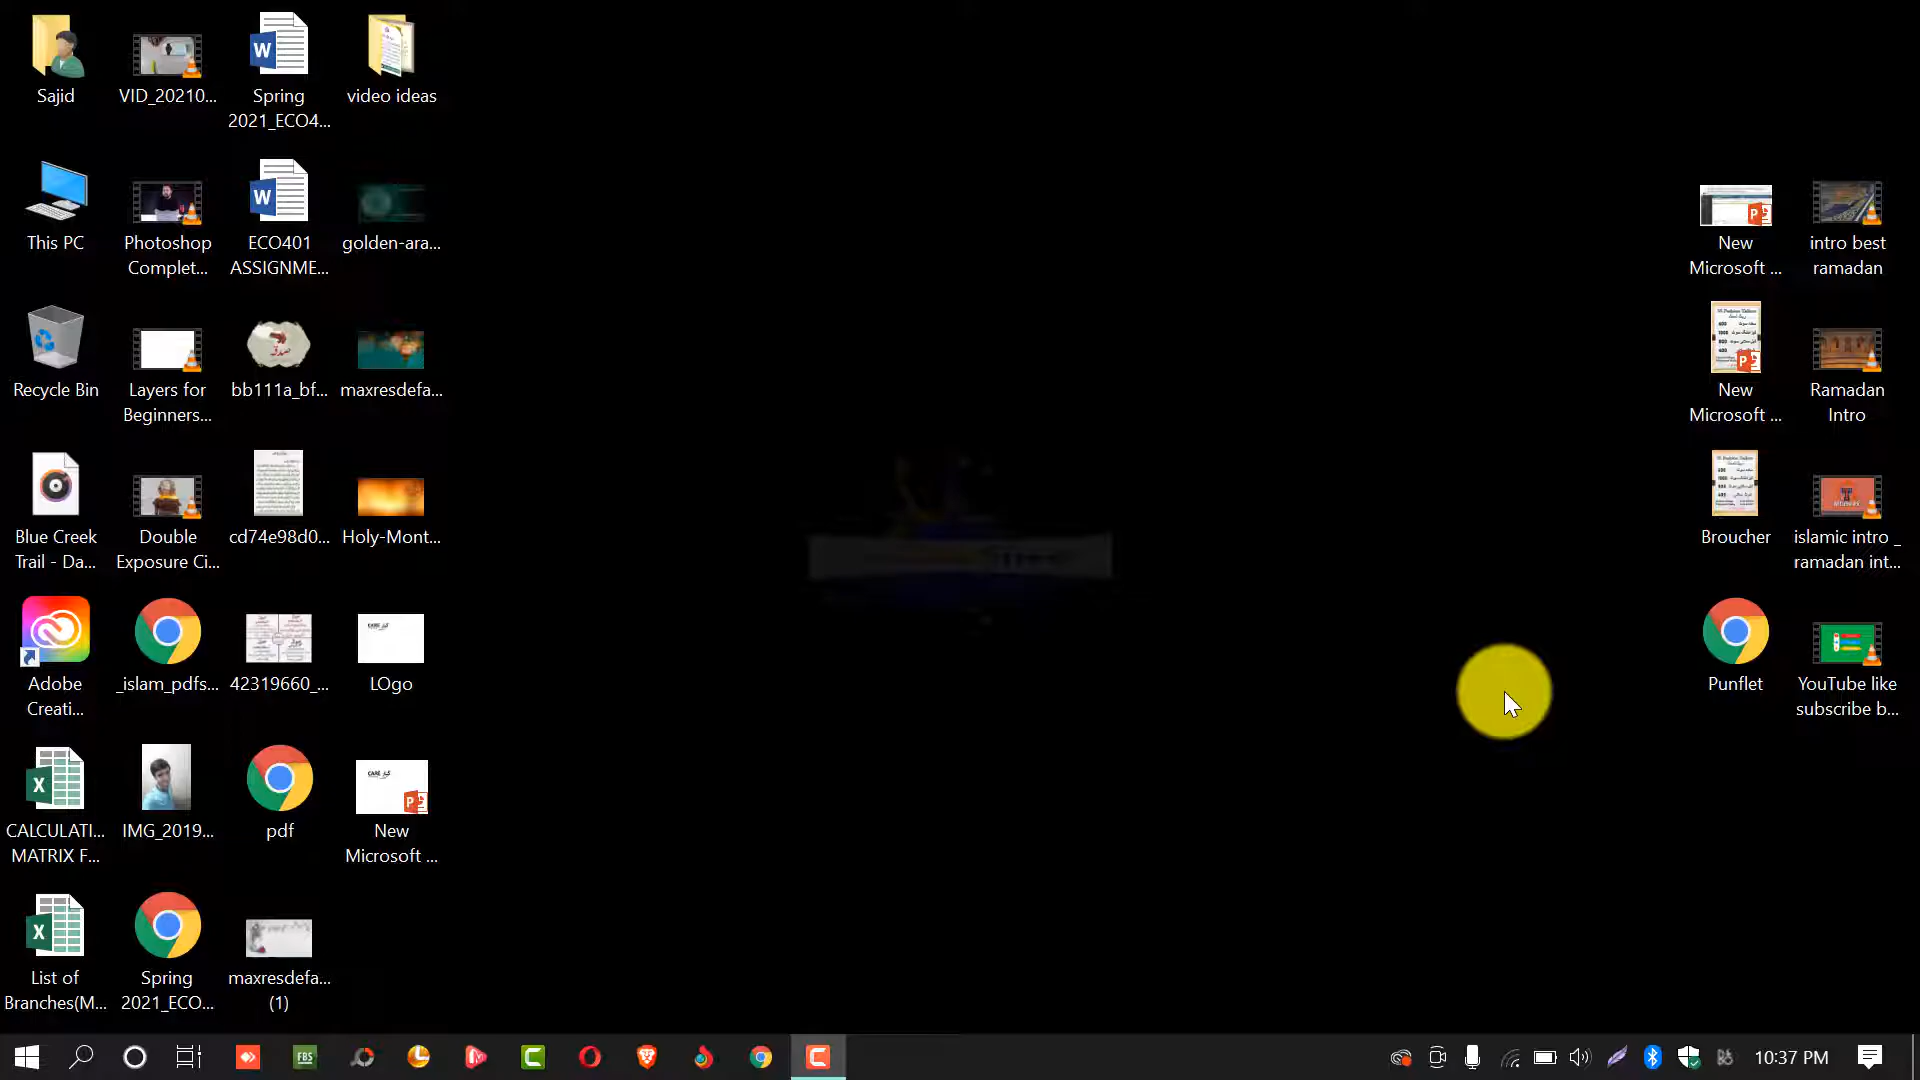 Sajid
VID_20210...
Spring
2021_ECO4...
video ideas
This PC
Photoshop
Complet...
ECO401
ASSIGNME...
golden-ara...
New
Microsoft ...
intro best
ramadan
Recycle Bin
Layers for
Beginners...
bb111a_bf...
maxresdefa...
New
Microsoft ...
Ramadan
Intro
Blue Creek
Trail - Da...
Double
Exposure Ci...
cd74e98d0...
Holy-Mont...
Broucher
islamic intro _
ramadan int...
Adobe
Creati...
_islam_pdfs...
42319660_...
LOgo
Punflet
YouTube like
subscribe b...
CALCULATI...
MATRIX F...
IMG_2019...
pdf
New
Microsoft ...
List of
Branches(M...
Spring
2021_ECO...
maxresdefa...
(1)
FBS
10:37 PM